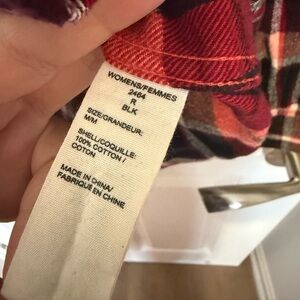 WOMENS/FEMMES
2464
R
BLK
SIZE/GRANDEUR:
M/M
SHELL/COQUILLE:
100% COTTON /
COTON
MADE IN CHINA/
FABRIQUÉ EN CHINE